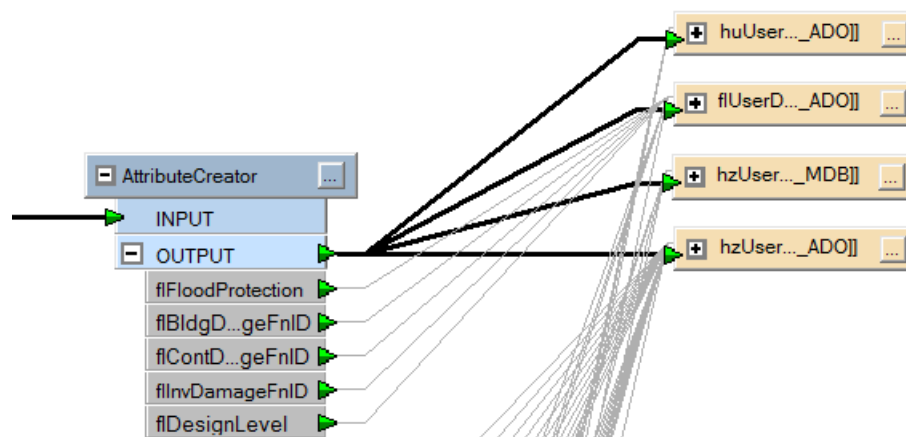 huUser..._ADO]] ...
flUserD..._ADO]] ...
AttributeCreator ...
hzUser..._MDB]] ...
INPUT
OUTPUT
hzUser..._ADO]] ...
flFloodProtection
flBldgD...geFnID
flContD...geFnID
flInvDamageFnID
flDesignLevel